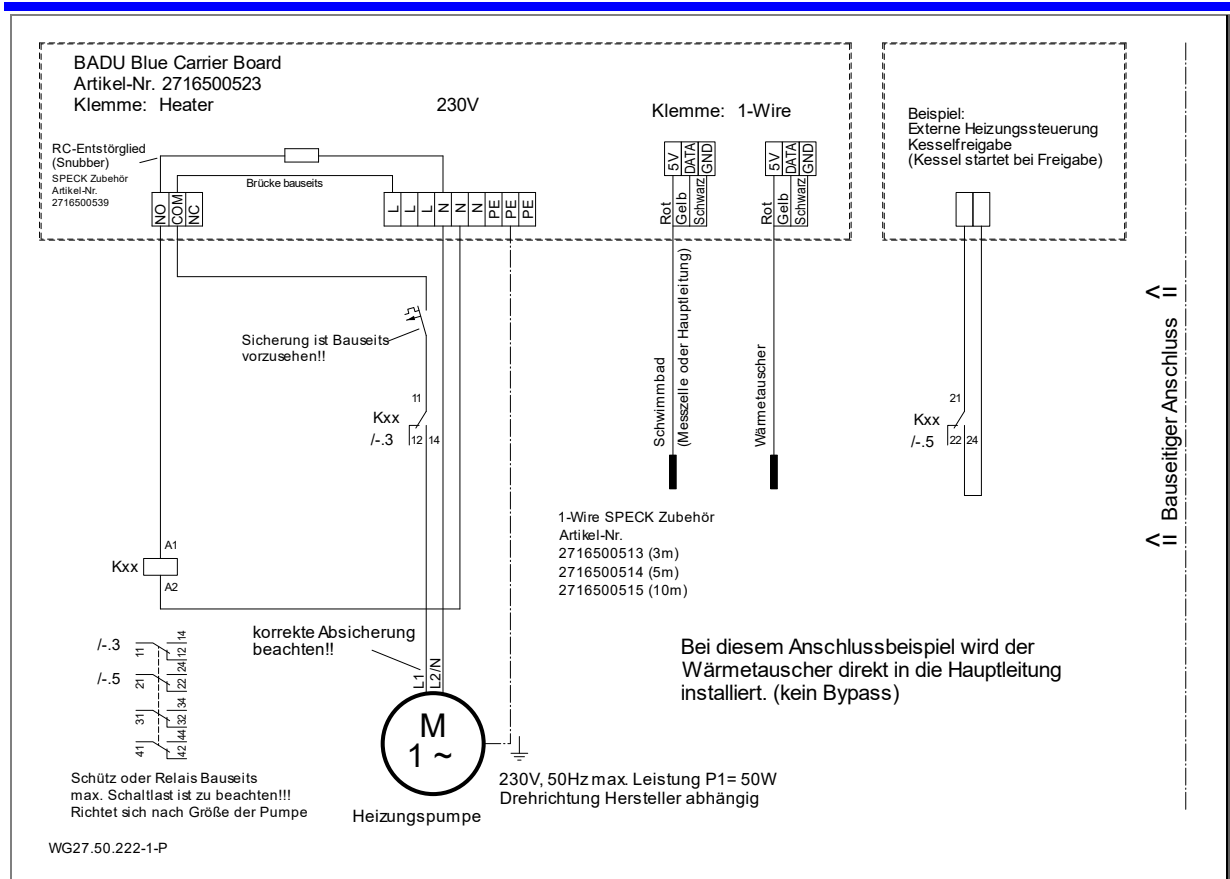 BADU Blue Carrier Board
Artikel-Nr. 2716500523
Klemme: Heater
230V
Klemme: 1-Wire
RC-Entstörglied
(Snubber)
SPECK Zubehör
Artikel-Nr.
2716500539
Brücke bauseits
NO
COM
NC
L
L
L
N
N
N
PE
PE
PE
5V
DATA
GND
Rot
Gelb
Schwarz
5V
DATA
GND
Rot
Gelb
Schwarz
Beispiel:
Externe Heizungssteuerung
Kesselfreigabe
(Kessel startet bei Freigabe)
Sicherung ist Bauseits
vorzusehen!!
11
Kxx
/-.3
12
14
Schwimmbad
(Messzelle oder Hauptleitung)
Wärmetauscher
21
Kxx
/-.5
22
24
<= Bauseitiger Anschluss <=
1-Wire SPECK Zubehör
Artikel-Nr.
2716500513 (3m)
2716500514 (5m)
2716500515 (10m)
A1
Kxx
A2
korrekte Absicherung
beachten!!
L1
L2/N
M
1 ~
Bei diesem Anschlussbeispiel wird der
Wärmetauscher direkt in die Hauptleitung
installiert. (kein Bypass)
/-.3
11
12
14
/-.5
21
22
24
31
32
34
41
42
44
Schütz oder Relais Bauseits
max. Schaltlast ist zu beachten!!!
Richtet sich nach Größe der Pumpe
Heizungspumpe
230V, 50Hz max. Leistung P1= 50W
Drehrichtung Hersteller abhängig
WG27.50.222-1-P